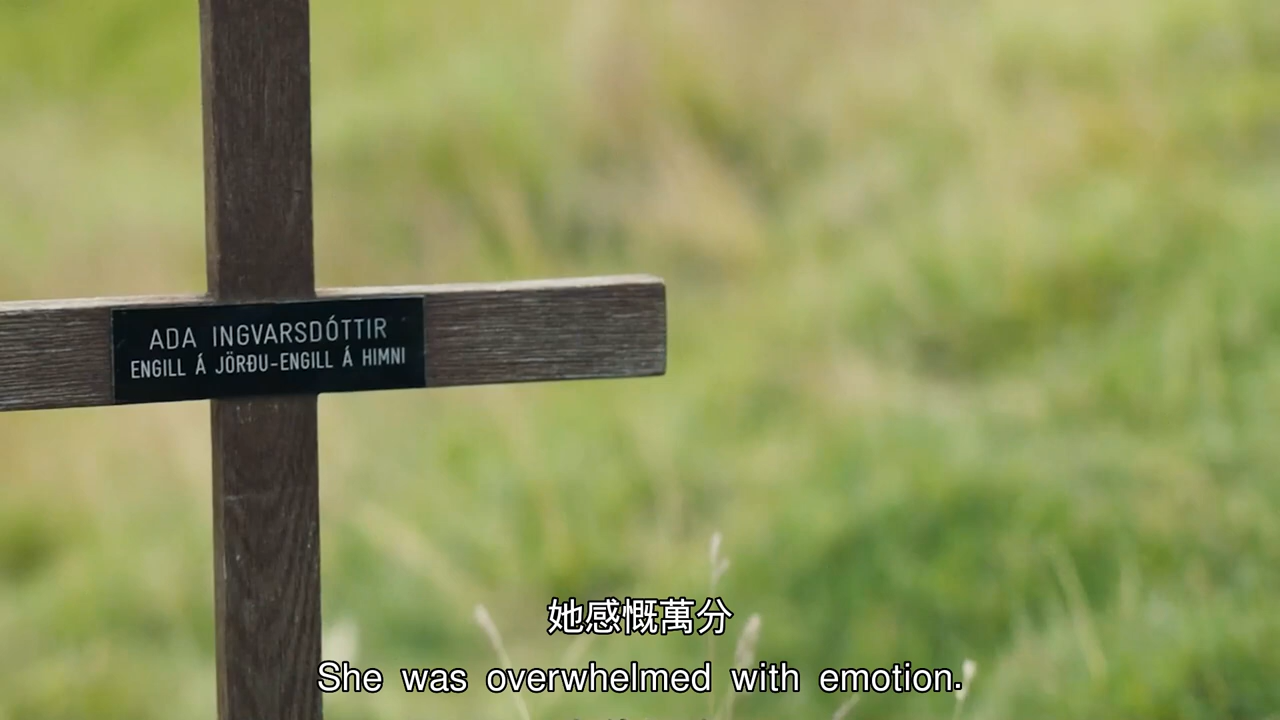 ADA INGVARSDÓTTIR
ENGILL Á JÖRÐU-ENGILL Á HIMNI
她感慨萬分
She was overwhelmed with emotion.